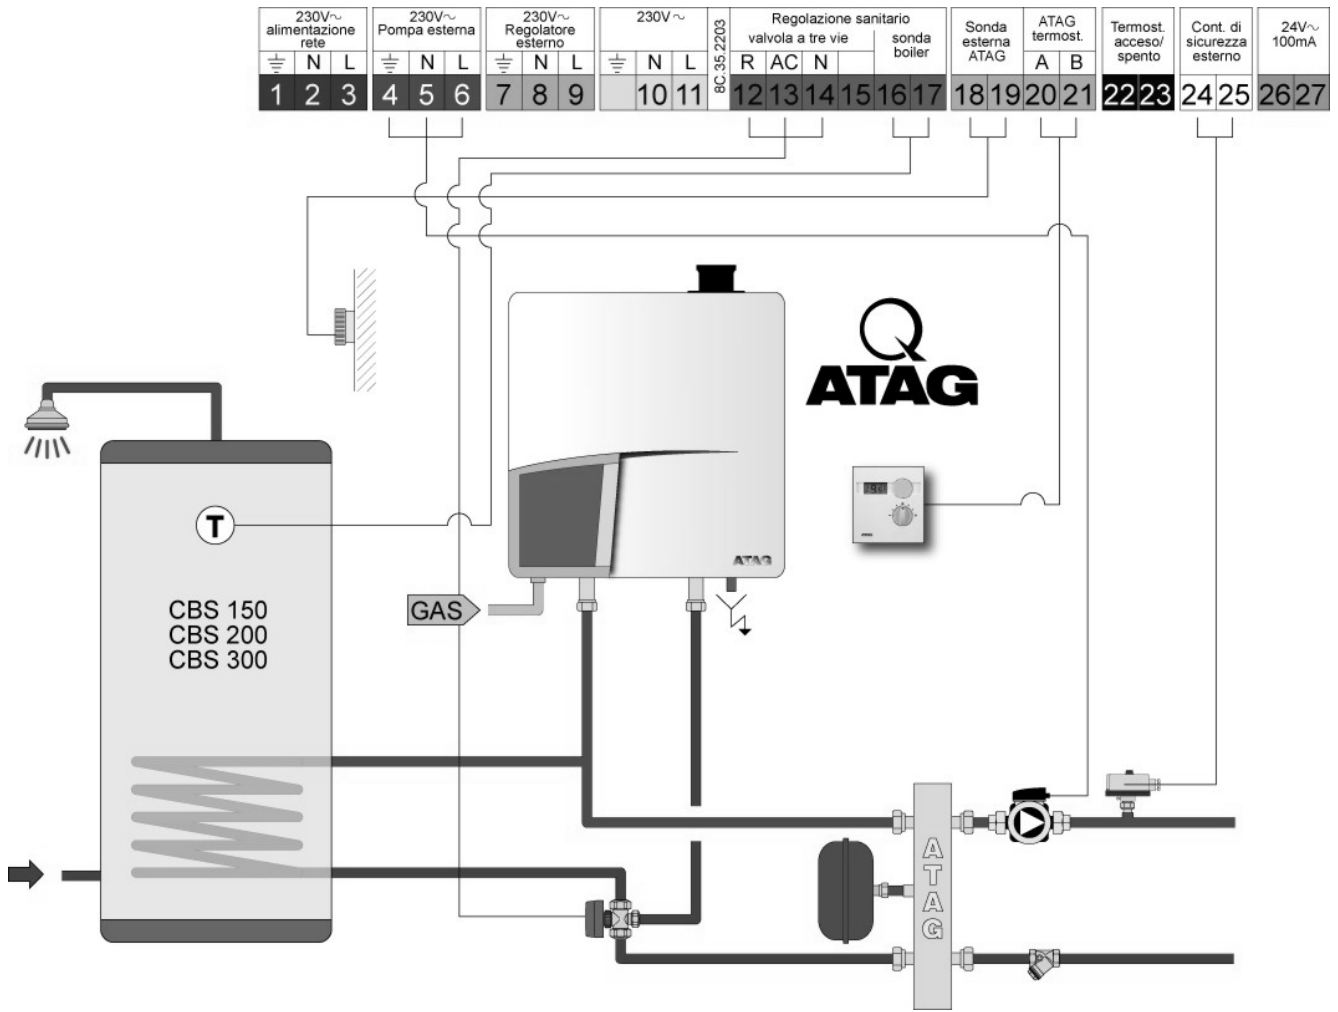 230V~ 230V~ 230V~ 230V ~ Regolazione sanitario Sonda esterna ATAG ATAG termost. Termost. acceso/ spento Cont. di sicurezza esterno 24V~ 100mA
alimentazione rete Pompa esterna Regolatore esterno valvola a tre vie sonda boiler
N L N L N L N L R AC N A B
8C.35.2203
1 2 3 4 5 6 7 8 9 10 11 12 13 14 15 16 17 18 19 20 21 22 23 24 25 26 27
ATAG
T
ATAG
CBS 150
CBS 200
CBS 300
GAS
ATAG